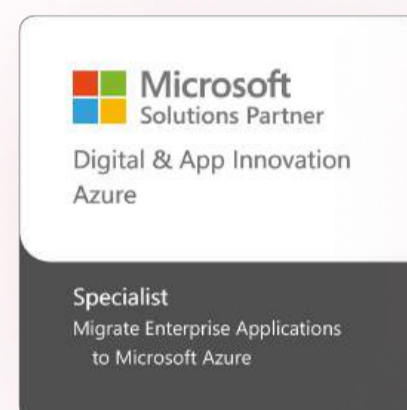 Microsoft
Solutions Partner
Digital & App Innovation
Azure
Specialist
Migrate Enterprise Applications
to Microsoft Azure